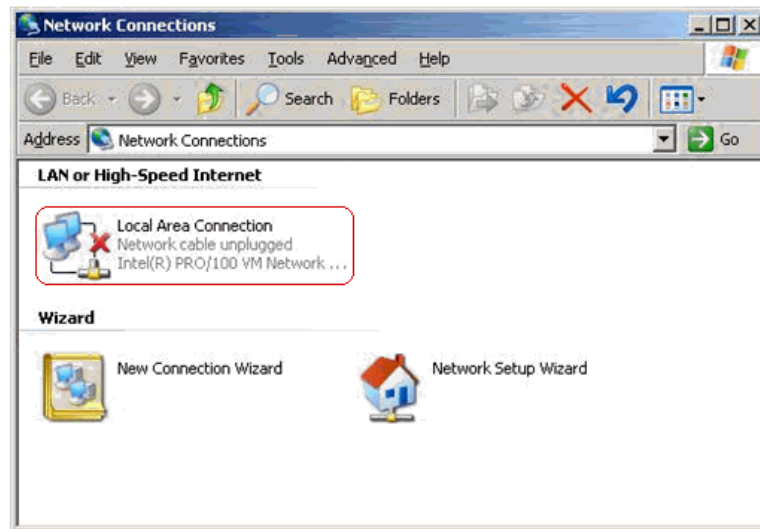 Network Connections
File Edit View Favorites Tools Advanced Help
Back Search Folders
Address Network Connections Go
LAN or High-Speed Internet
Local Area Connection
Network cable unplugged
Intel(R) PRO/100 VM Network ...
Wizard
New Connection Wizard Network Setup Wizard